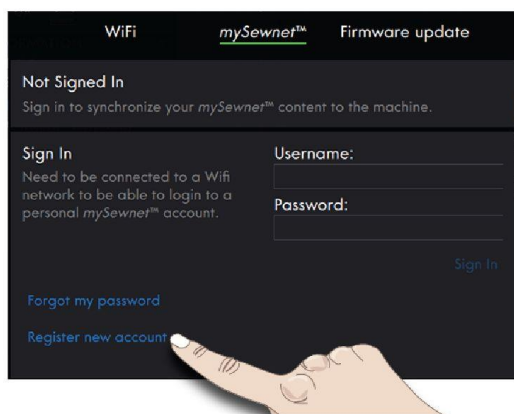 WiFi mySewnet™ Firmware update
Not Signed In
Sign in to synchronize your mySewnet™ content to the machine.
Sign In
Need to be connected to a Wifi
network to be able to login to a
personal mySewnet™ account.
Username:
Password:
Sign In
Forgot my password
Register new account